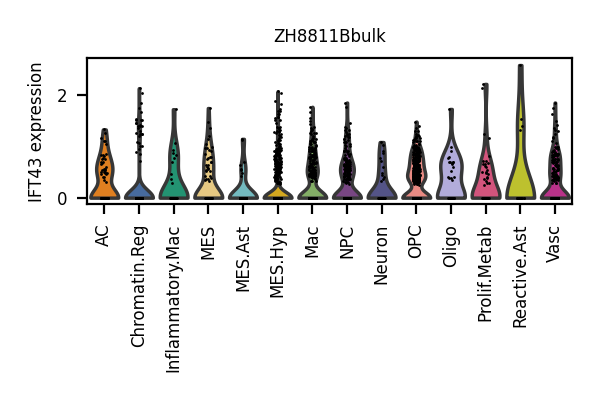 ZH8811Bbulk
IFT43 expression
2
0
AC
Chromatin.Reg
Inflammatory.Mac
MES
MES.Ast
MES.Hyp
Mac
NPC
Neuron
OPC
Oligo
Prolif.Metab
Reactive.Ast
Vasc